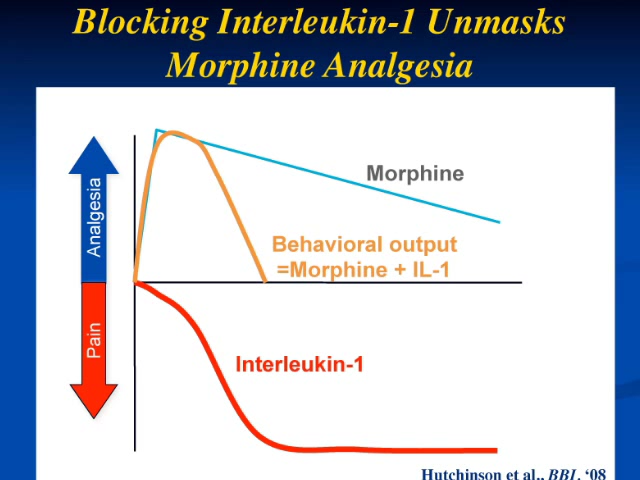 Blocking Interleukin-1 Unmasks
Morphine Analgesia
Analgesia
Morphine
Behavioral output
=Morphine + IL-1
Pain
Interleukin-1
Hutchinson et al., BBI, ‘08